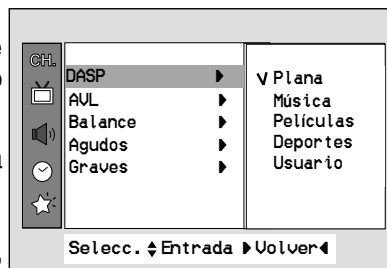 CH.
DASP
AVL
Balance
Agudos
Graves
V Plana
Música
Películas
Deportes
Usuario
Selecc. Entrada Volver